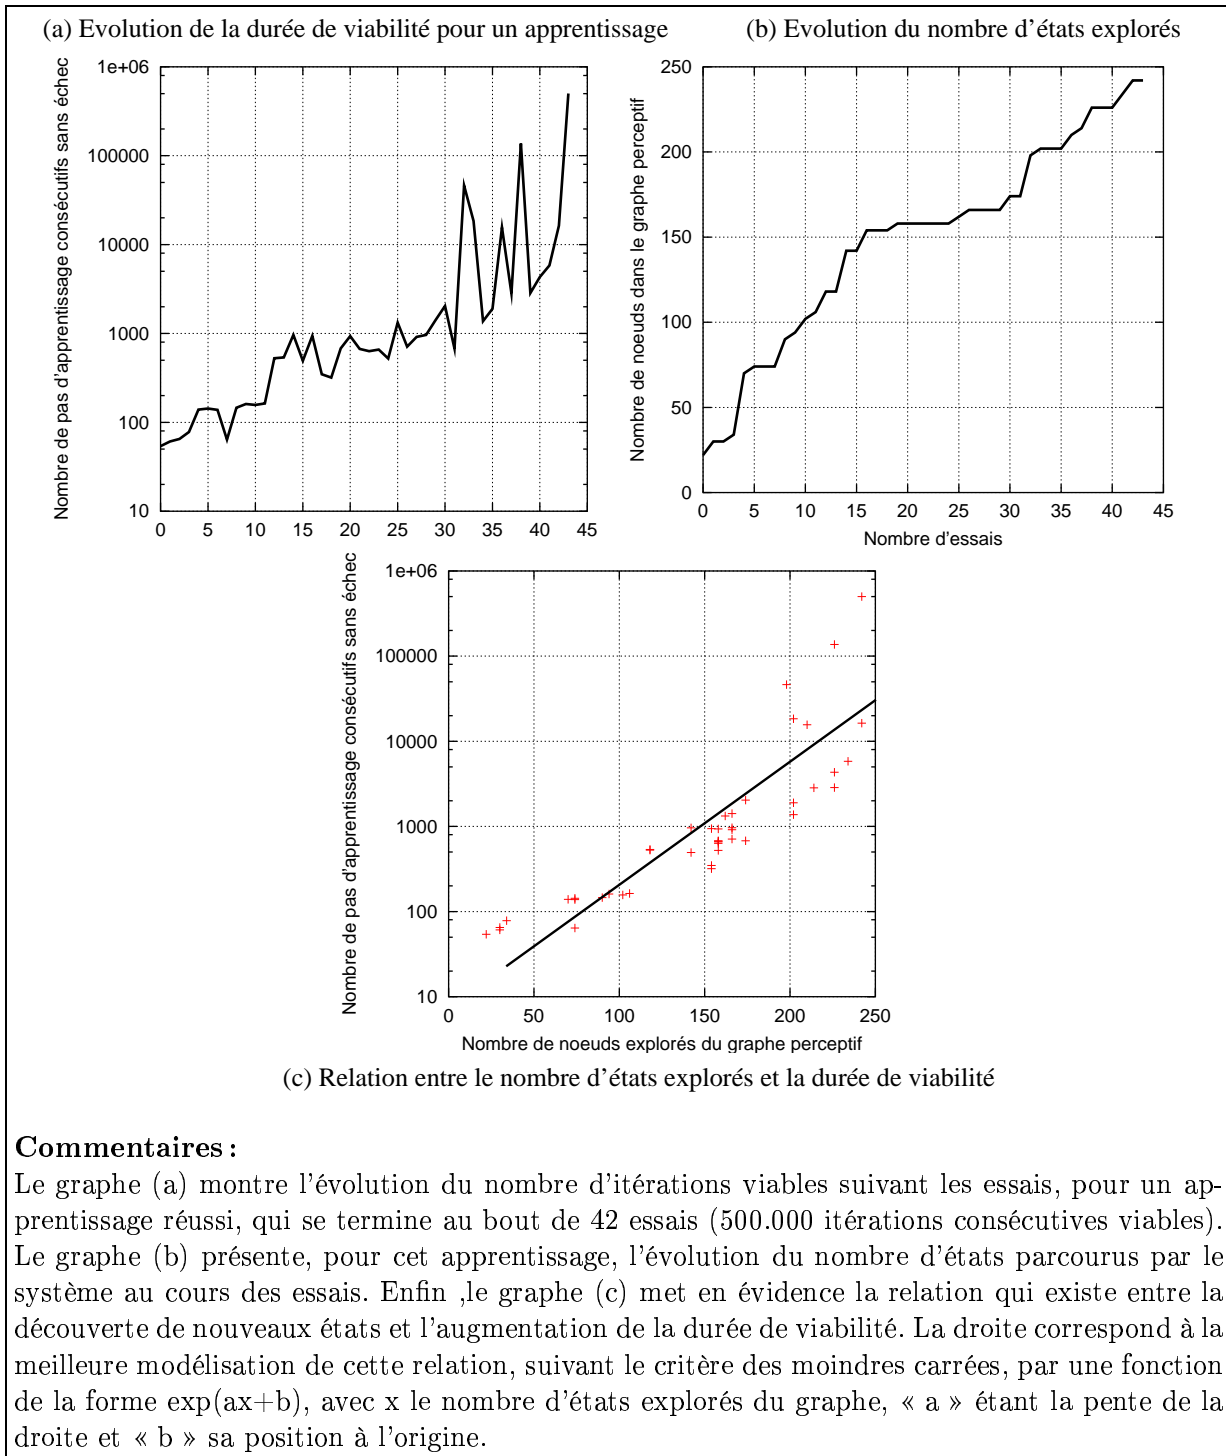 (a) Evolution de la durée de viabilité pour un apprentissage
(b) Evolution du nombre d'états explorés
Nombre de pas d'apprentissage consécutifs sans échec
1e+06
100000
10000
1000
100
10
0 5 10 15 20 25 30 35 40 45
Nombre de noeuds dans le graphe perceptif
250
200
150
100
50
0
0 5 10 15 20 25 30 35 40 45
Nombre d'essais
Nombre de pas d'apprentissage consécutifs sans échec
1e+06
100000
10000
1000
100
10
0 50 100 150 200 250
Nombre de noeuds explorés du graphe perceptif
(c) Relation entre le nombre d'états explorés et la durée de viabilité
Commentaires :
Le graphe (a) montre l'évolution du nombre d'itérations viables suivant les essais, pour un ap-
prentissage réussi, qui se termine au bout de 42 essais (500.000 itérations consécutives viables).
Le graphe (b) présente, pour cet apprentissage, l'évolution du nombre d'états parcourus par le
système au cours des essais. Enfin ,le graphe (c) met en évidence la relation qui existe entre la
découverte de nouveaux états et l'augmentation de la durée de viabilité. La droite correspond à la
meilleure modélisation de cette relation, suivant le critère des moindres carrées, par une fonction
de la forme exp(ax+b), avec x le nombre d'états explorés du graphe, « a » étant la pente de la
droite et « b » sa position à l'origine.